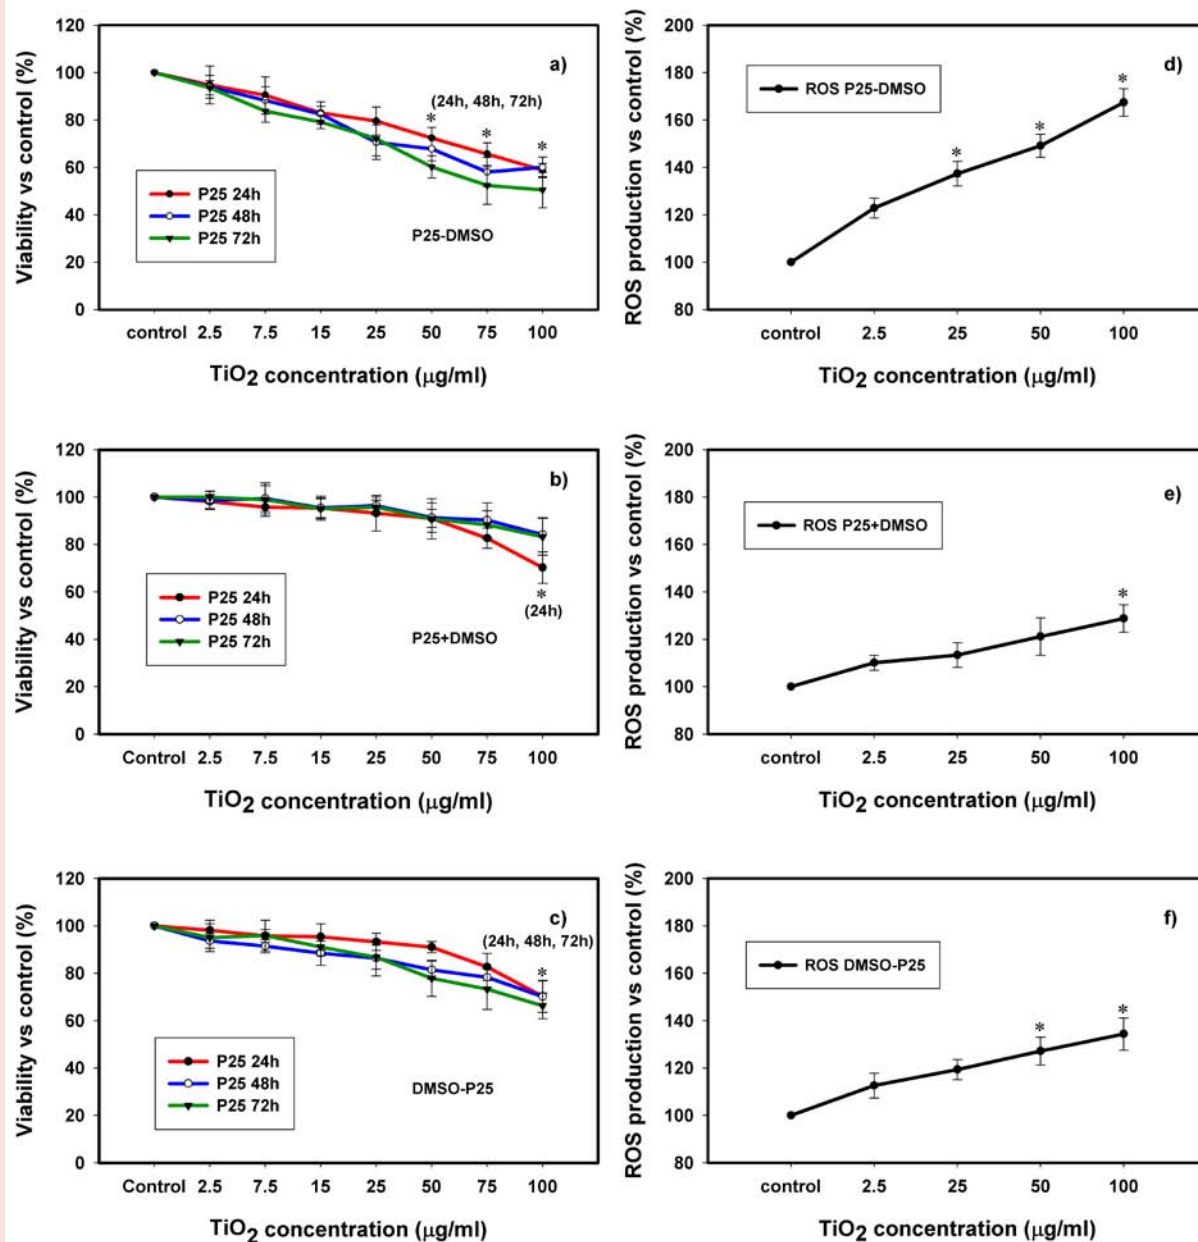 120
100
80
60
40
20
0
Viability vs control (%)
a)
(24h, 48h, 72h)
*
*
*
P25 24h
P25 48h
P25 72h
P25-DMSO
control 2.5 7.5 15 25 50 75 100
TiO2 concentration (μg/ml)
200
180
160
140
120
100
80
ROS production vs control (%)
d)
ROS P25-DMSO
*
*
*
control 2.5 25 50 100
TiO2 concentration (μg/ml)
120
100
80
60
40
20
0
Viability vs control (%)
b)
P25 24h
P25 48h
P25 72h
*
(24h)
P25+DMSO
Control 2.5 7.5 15 25 50 75 100
TiO2 concentration (μg/ml)
200
180
160
140
120
100
80
ROS production vs control (%)
e)
ROS P25+DMSO
*
control 2.5 25 50 100
TiO2 concentration (μg/ml)
120
100
80
60
40
20
0
Viability vs control (%)
c)
(24h, 48h, 72h)
*
P25 24h
P25 48h
P25 72h
DMSO-P25
Control 2.5 7.5 15 25 50 75 100
TiO2 concentration (μg/ml)
200
180
160
140
120
100
80
ROS production vs control (%)
f)
ROS DMSO-P25
*
*
control 2.5 25 50 100
TiO2 concentration (μg/ml)